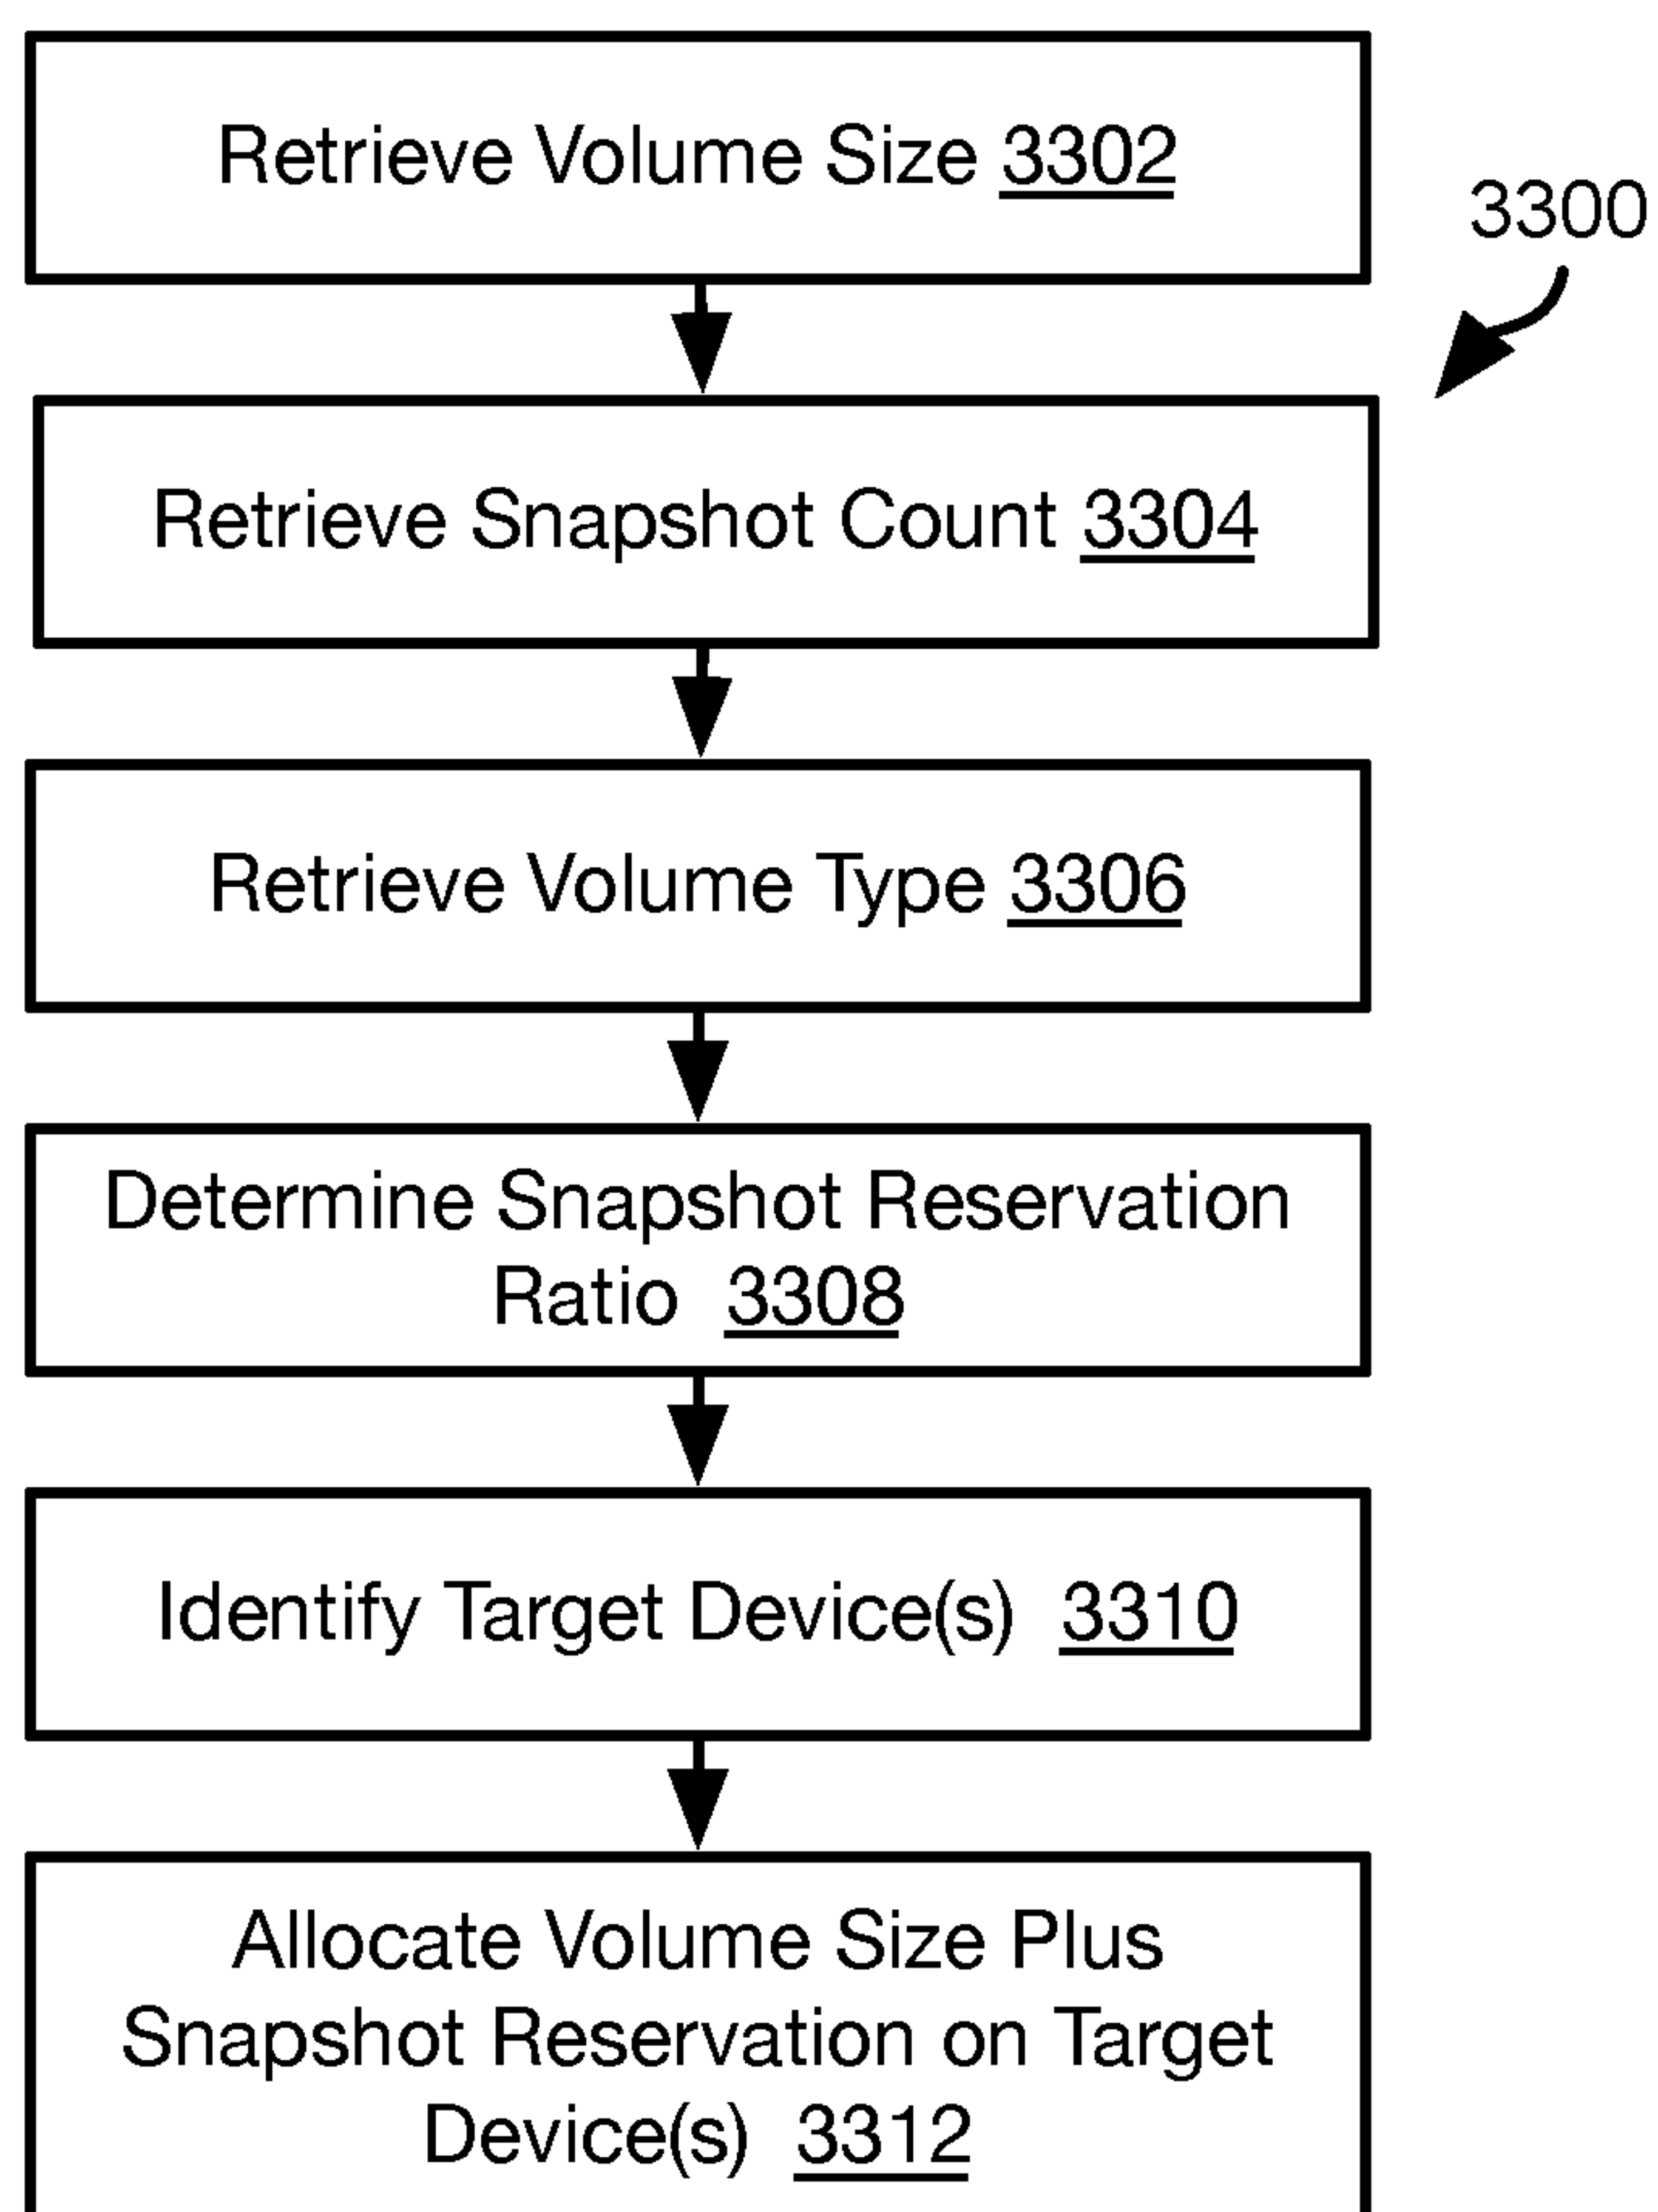 Retrieve Volume Size 3302
3300
Retrieve Snapshot Count 3304
Retrieve Volume Type 3306
Determine Snapshot Reservation
Ratio 3308
Identify Target Device(s) 3310
Allocate Volume Size Plus
Snapshot Reservation on Target
Device(s) 3312